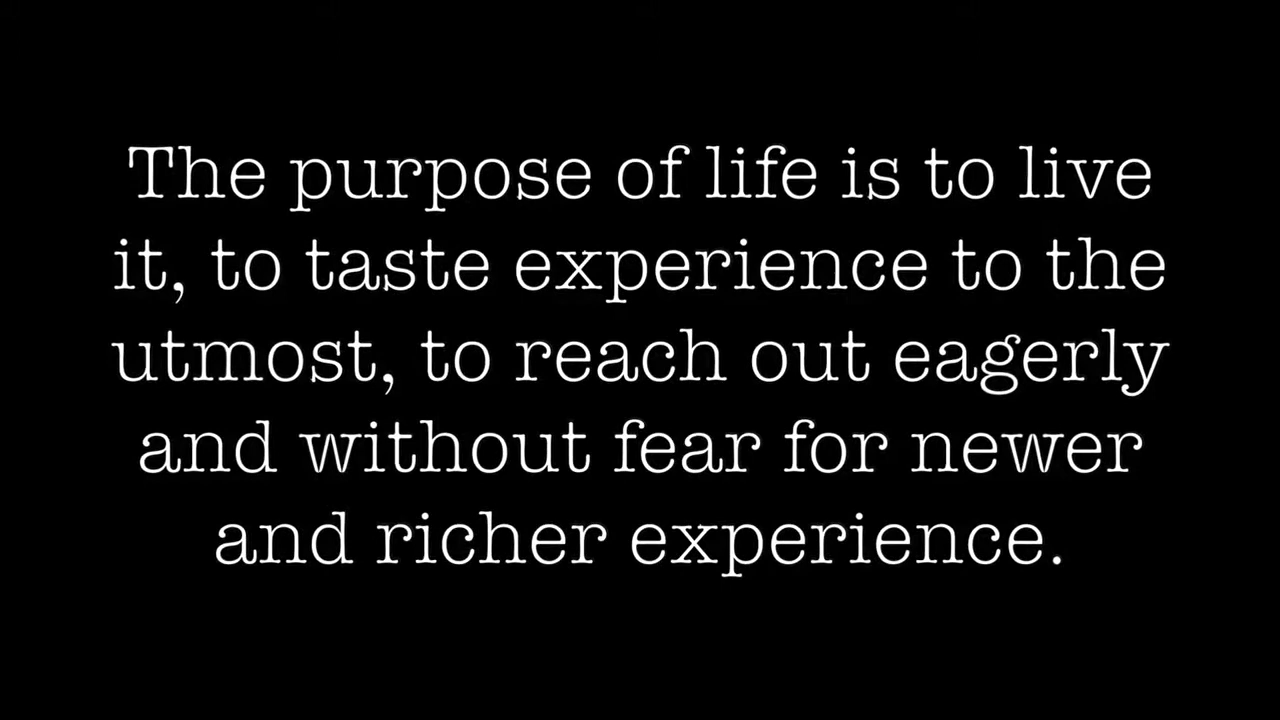 The purpose of life is to live
it, to taste experience to the
utmost, to reach out eagerly
and without fear for newer
and richer experience.